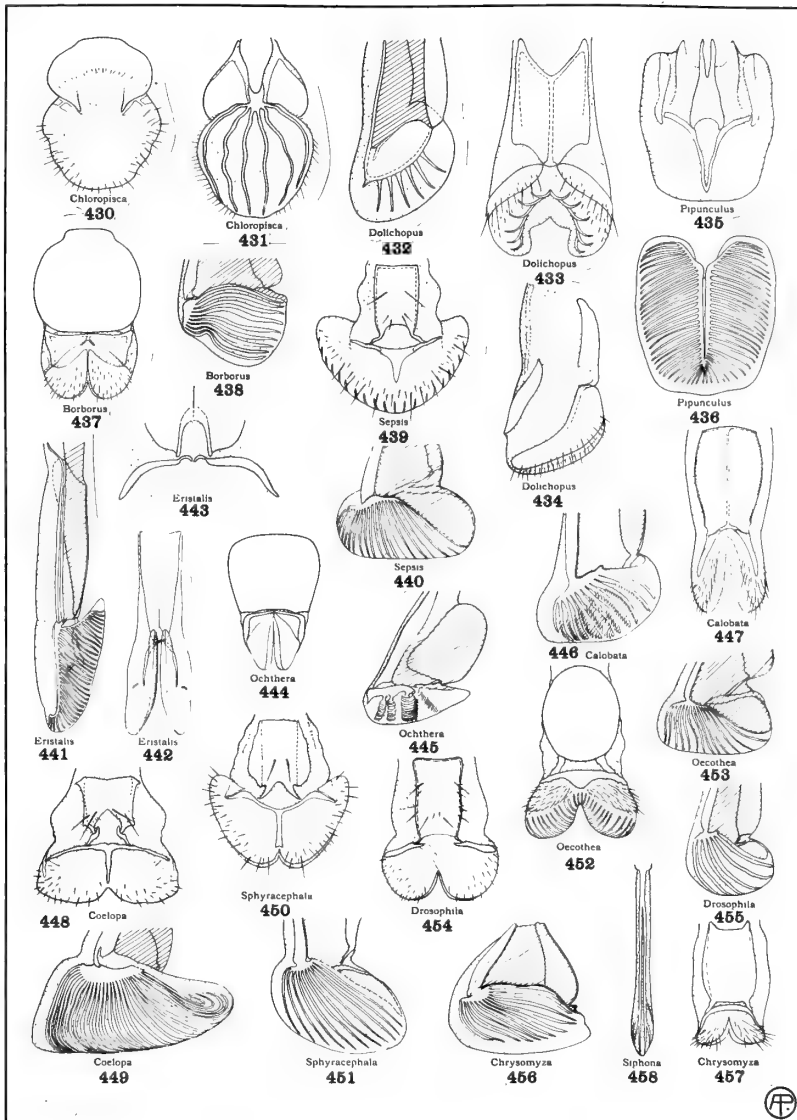 Chloropisca
430
Chloropisca
431
Dolichopus
432
Dolichopus
433
Pipunculus
435
Borborus
437
Borborus
438
Sepsis
439
Dolichopus
434
Pipunculus
436
Eristalis
443
Sepsis
440
Eristalis
441
Eristalis
442
Ochthera
444
Ochthera
445
446 Calobata
Calobata
447
Oecothea
453
448 Coelopa
Sphyracephala
450
Drosophila
454
Oecothea
452
Drosophila
455
Coelopa
449
Sphyracephala
451
Chrysomyza
456
Siphona
458
Chrysomyza
457